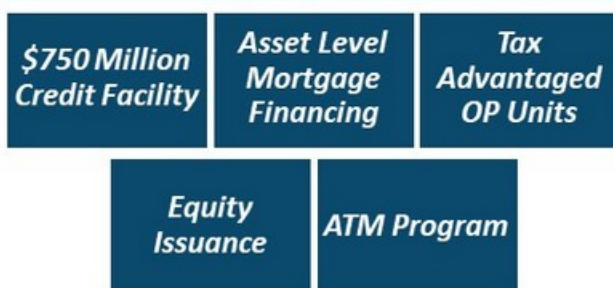 $750 Million
Credit Facility
Asset Level
Mortgage
Financing
Tax
Advantaged
OP Units
Equity
Issuance
ATM Program